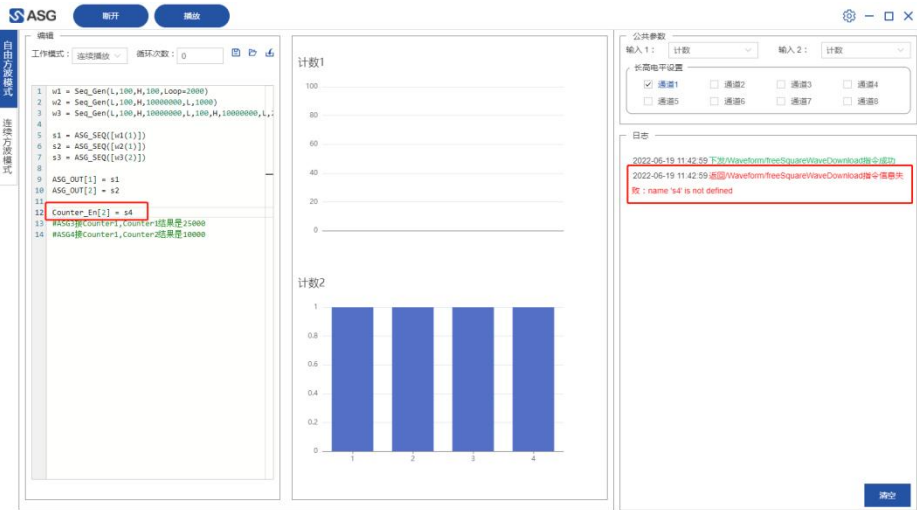 ASG 断开 播放
自由方波模式
连续方波模式
编辑
工作模式： 连续播放 循环次数： 0
1 w1 = Seq_Gen(L,100,H,100,Loop=2000)
2 w2 = Seq_Gen(L,100,H,10000000,L,1000)
3 w3 = Seq_Gen(L,100,H,10000000,L,100,H,10000000,L,
4
5 s1 = ASG_SEQ([w1(1)])
6 s2 = ASG_SEQ([w2(1)])
7 s3 = ASG_SEQ([w3(2)])
8
9 ASG_OUT[1] = s1
10 ASG_OUT[2] = s2
11
12 Counter_En[2] = s4
13 #ASG3接Counter1,Counter1结果是25000
14 #ASG4接Counter1,Counter2结果是10000
计数1
100
80
60
40
20
0
计数2
1
0.8
0.6
0.4
0.2
0
1 2 3 4
公共参数
输入 1： 计数 输入 2： 计数
长高电平设置
通道1 通道2 通道3 通道4
通道5 通道6 通道7 通道8
日志
2022-06-19 11:42:59 下发/Waveform/freeSquareWaveDownload指令成功
2022-06-19 11:42:59 返回/Waveform/freeSquareWaveDownload指令信息失
败：name 's4' is not defined
清空